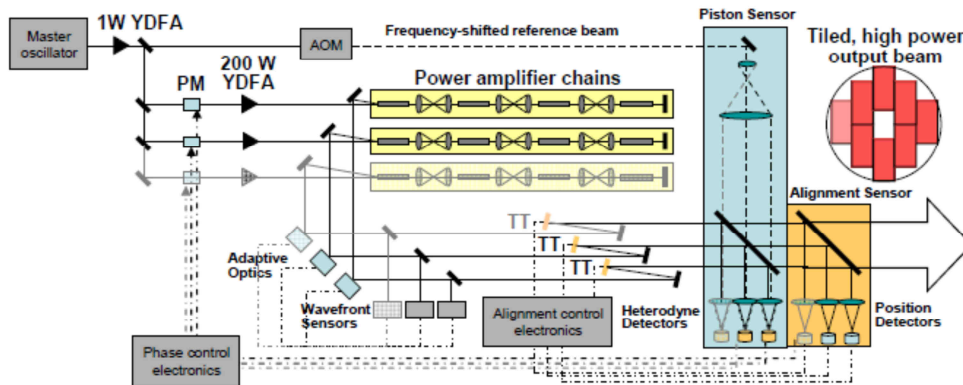 Master
oscillator
1W YDFA
AOM
Frequency-shifted reference beam
Piston Sensor
Tiled, high power
output beam
PM
200 W
YDFA
Power amplifier chains
Alignment Sensor
TT
TT
TT
Adaptive
Optics
Wavefront
Sensors
Alignment control
electronics
Heterodyne
Detectors
Position
Detectors
Phase control
electronics